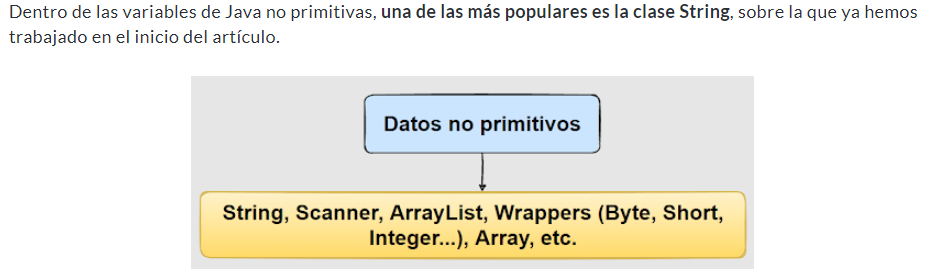 Dentro de las variables de Java no primitivas, una de las más populares es la clase String, sobre la que ya hemos
trabajado en el inicio del artículo.
Datos no primitivos
String, Scanner, ArrayList, Wrappers (Byte, Short,
Integer...), Array, etc.